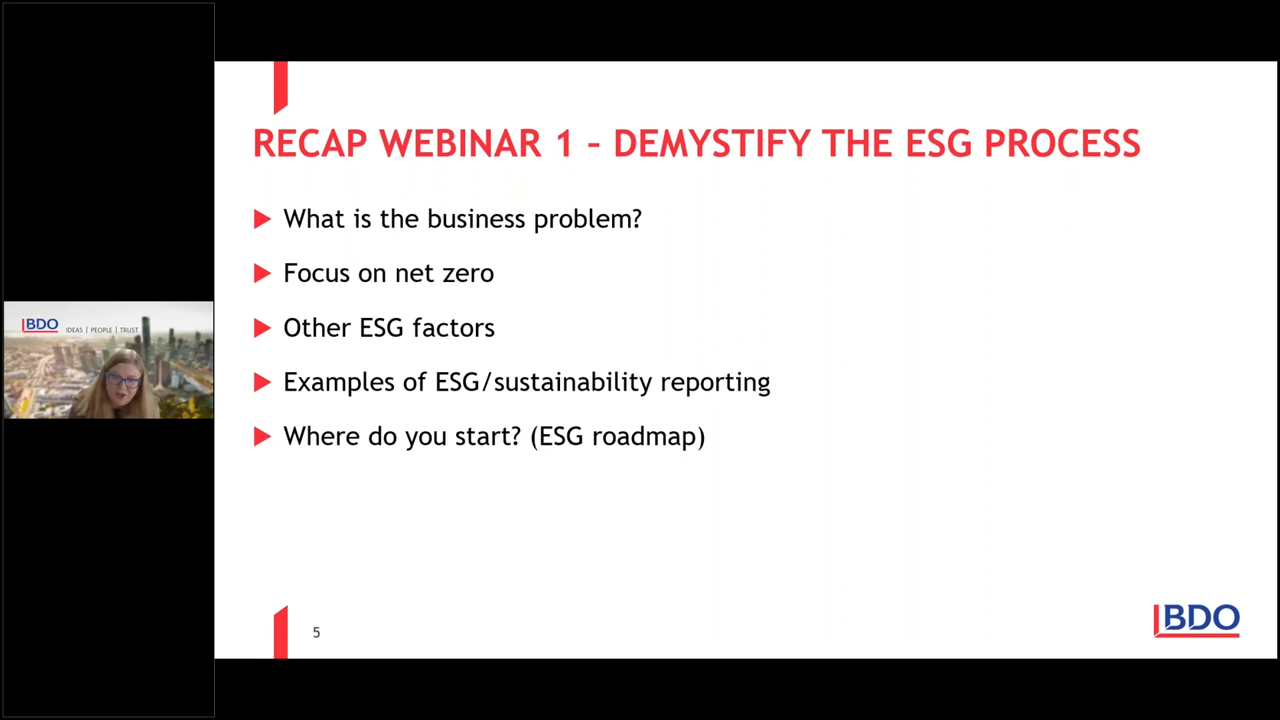 RECAP WEBINAR 1 – DEMYSTIFY THE ESG PROCESS
What is the business problem?
Focus on net zero
Other ESG factors
Examples of ESG/sustainability reporting
Where do you start? (ESG roadmap)
BDO IDEAS | PEOPLE | TRUST
5
BDO